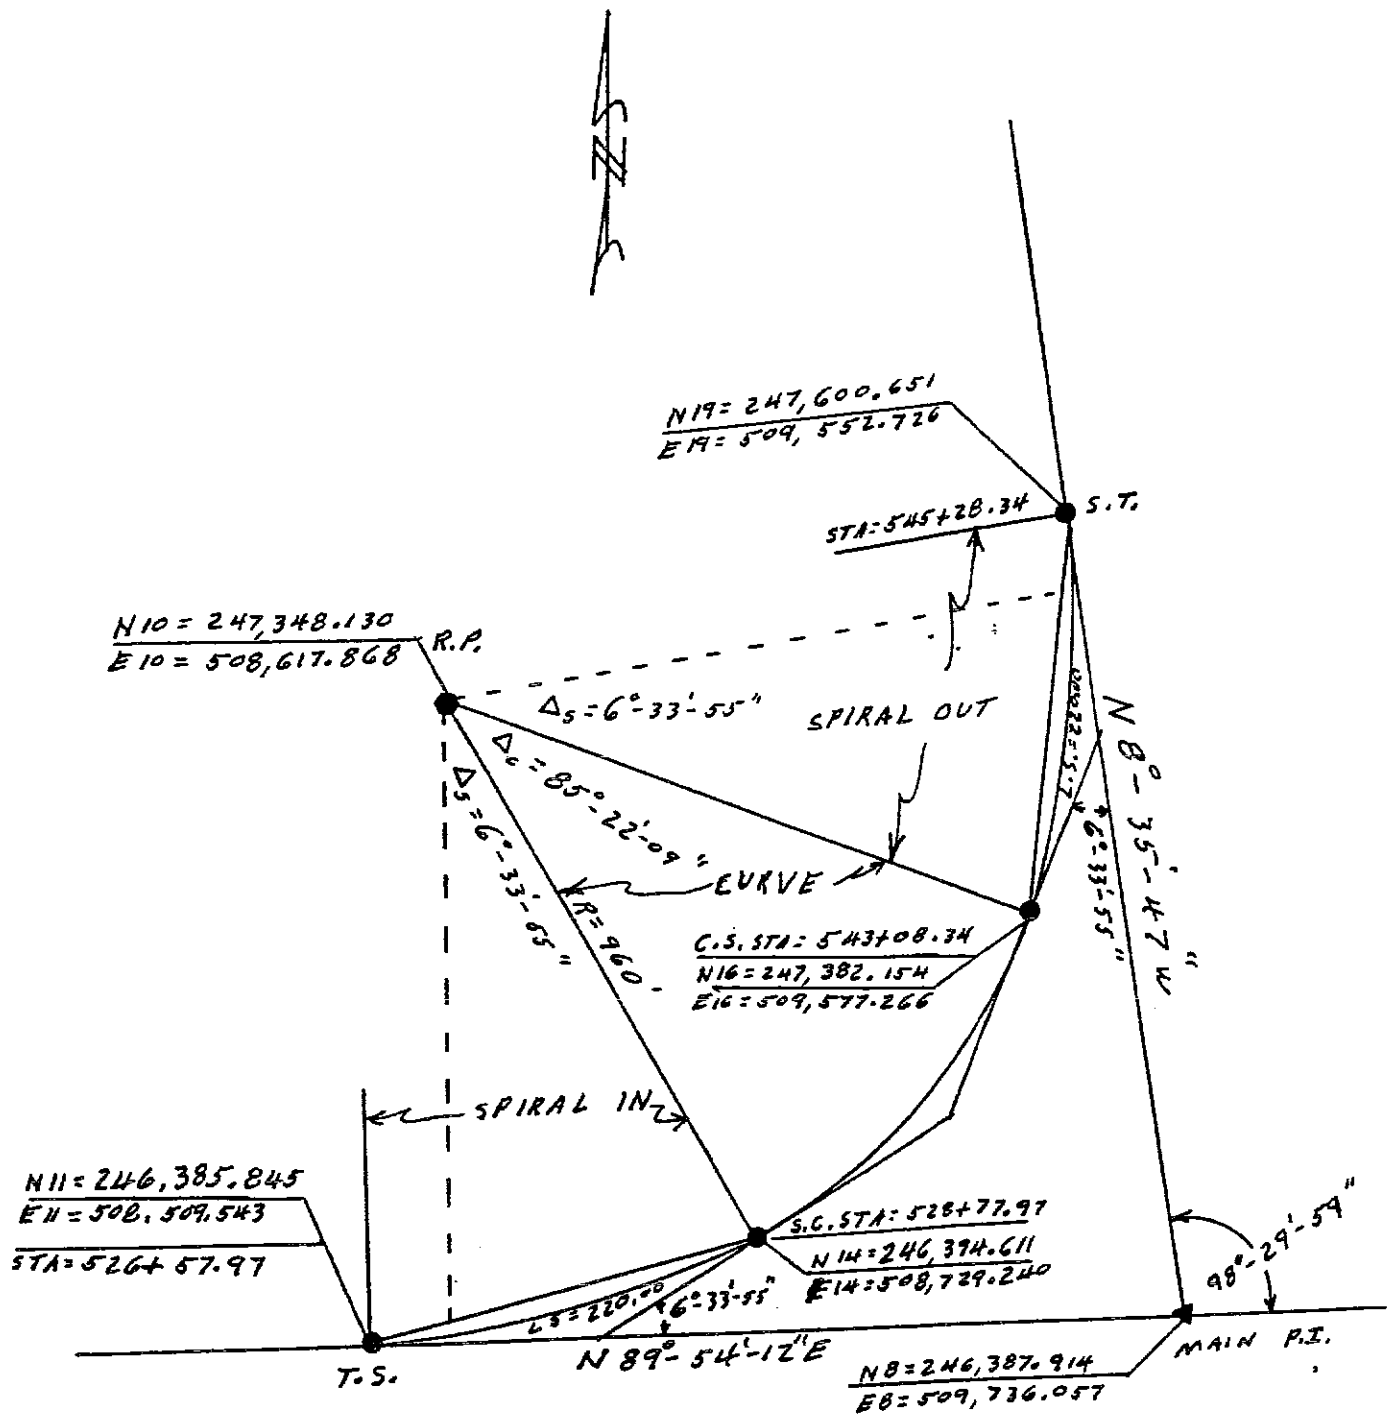 N
N19= 247,600.651
E19= 509, 552.726
STA=545+28.34
S.T.
N10 = 247,348.130
E10 = 508,617.868
R.P.
Δs=6°-33'-55"
SPIRAL OUT
Δc=85°-22'-09"
Δs=6°-33'-55"
N 8°-35'-47" W
6°-33'-55"
CURVE
R=960'
C.S. STA= 543+08.34
N16=247, 382.154
E16=509,577.266
SPIRAL IN
N11=246,385.845
E11=508,509.543
STA=526+57.97
S.C. STA= 528+77.97
N14=246,394.611
E14=508,729.240
98°-29'-59"
LS=220.00
6°-33'-55"
N 89°-54'-12" E
T.S.
MAIN P.I.
N8=246,387.914
E8=509,736.057